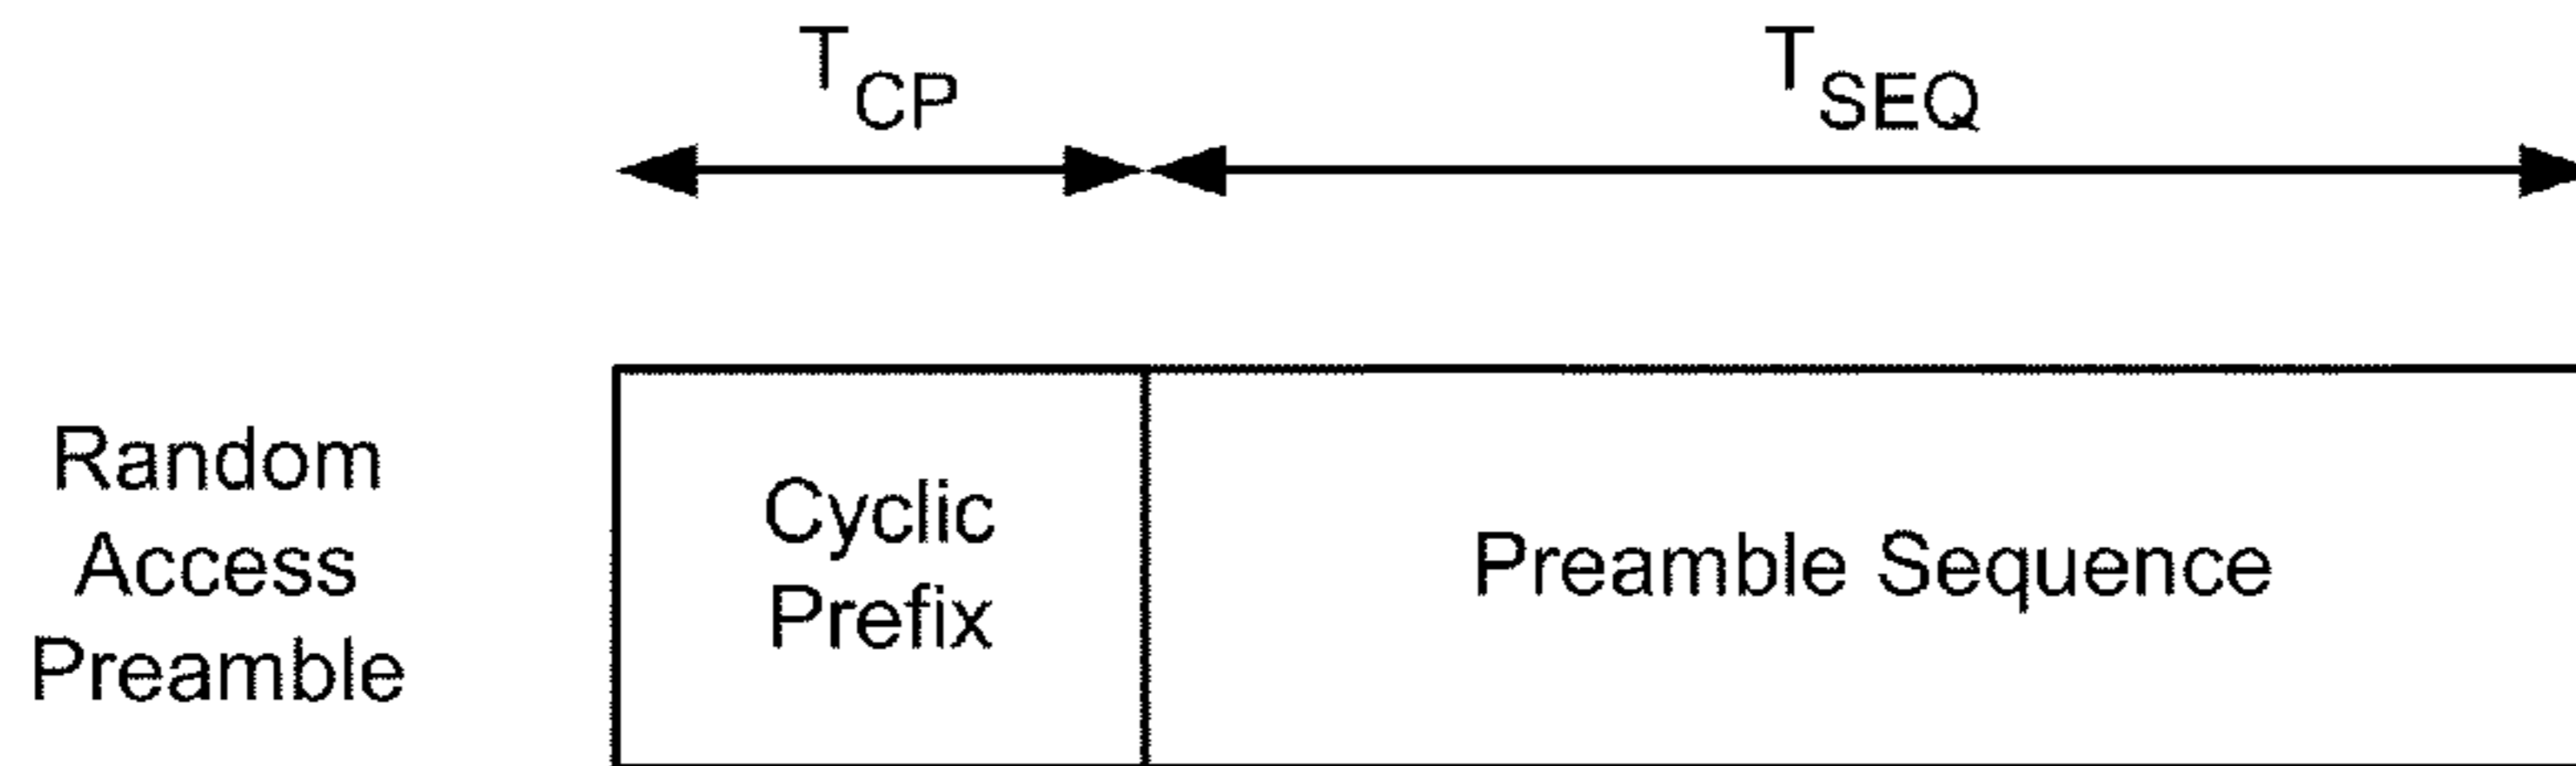 T_CP
T_SEQ
Random
Access
Preamble
Cyclic
Prefix
Preamble Sequence